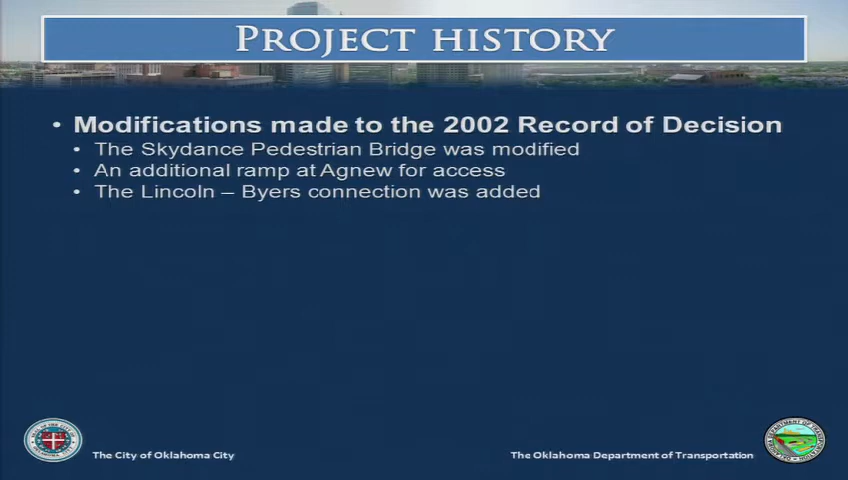 PROJECT HISTORY
• Modifications made to the 2002 Record of Decision
• The Skydance Pedestrian Bridge was modified
• An additional ramp at Agnew for access
• The Lincoln – Byers connection was added
The City of Oklahoma City
The Oklahoma Department of Transportation